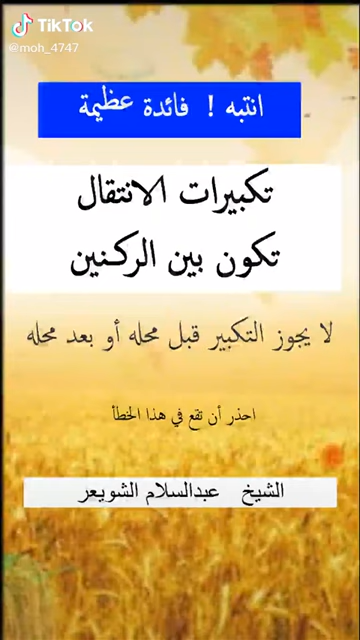 TikTok
@moh_4747
انتبه ! فائدة عظيمة
تكبيرات الانتقال
تكون بين الركنين
لا يجوز التكبير قبل محله أو بعد محله
احذر أن تقع في هذا الخطأ
الشيخ عبدالسلام الشويعر